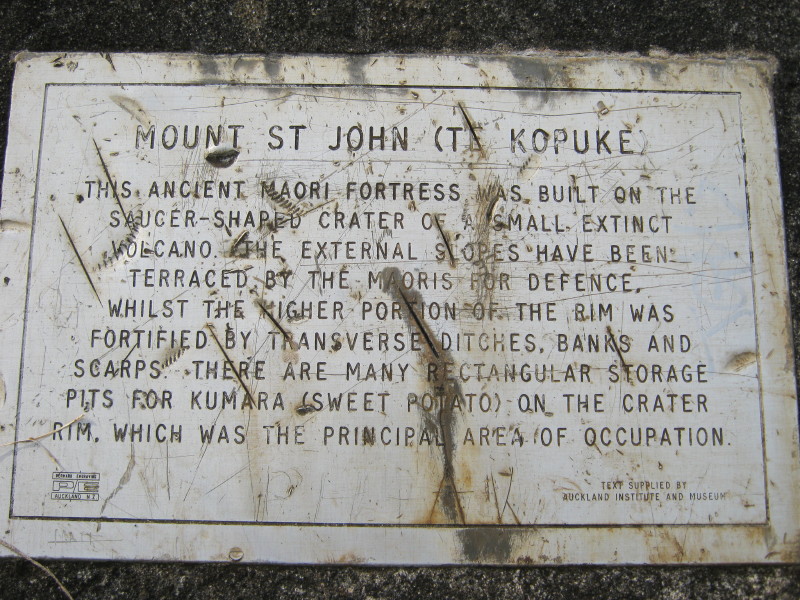 MOUNT ST JOHN (TE KOPUKE)
THIS ANCIENT MAORI FORTRESS WAS BUILT ON THE
SAUCER-SHAPED CRATER OF A SMALL EXTINCT
VOLCANO. THE EXTERNAL SLOPES HAVE BEEN
TERRACED BY THE MAORIS FOR DEFENCE,
WHILST THE HIGHER PORTION OF THE RIM WAS
FORTIFIED BY TRANSVERSE DITCHES, BANKS AND
SCARPS. THERE ARE MANY RECTANGULAR STORAGE
PITS FOR KUMARA (SWEET POTATO) ON THE CRATER
RIM, WHICH WAS THE PRINCIPAL AREA OF OCCUPATION.
AUCKLAND N.Z.
TEXT SUPPLIED BY
AUCKLAND INSTITUTE AND MUSEUM